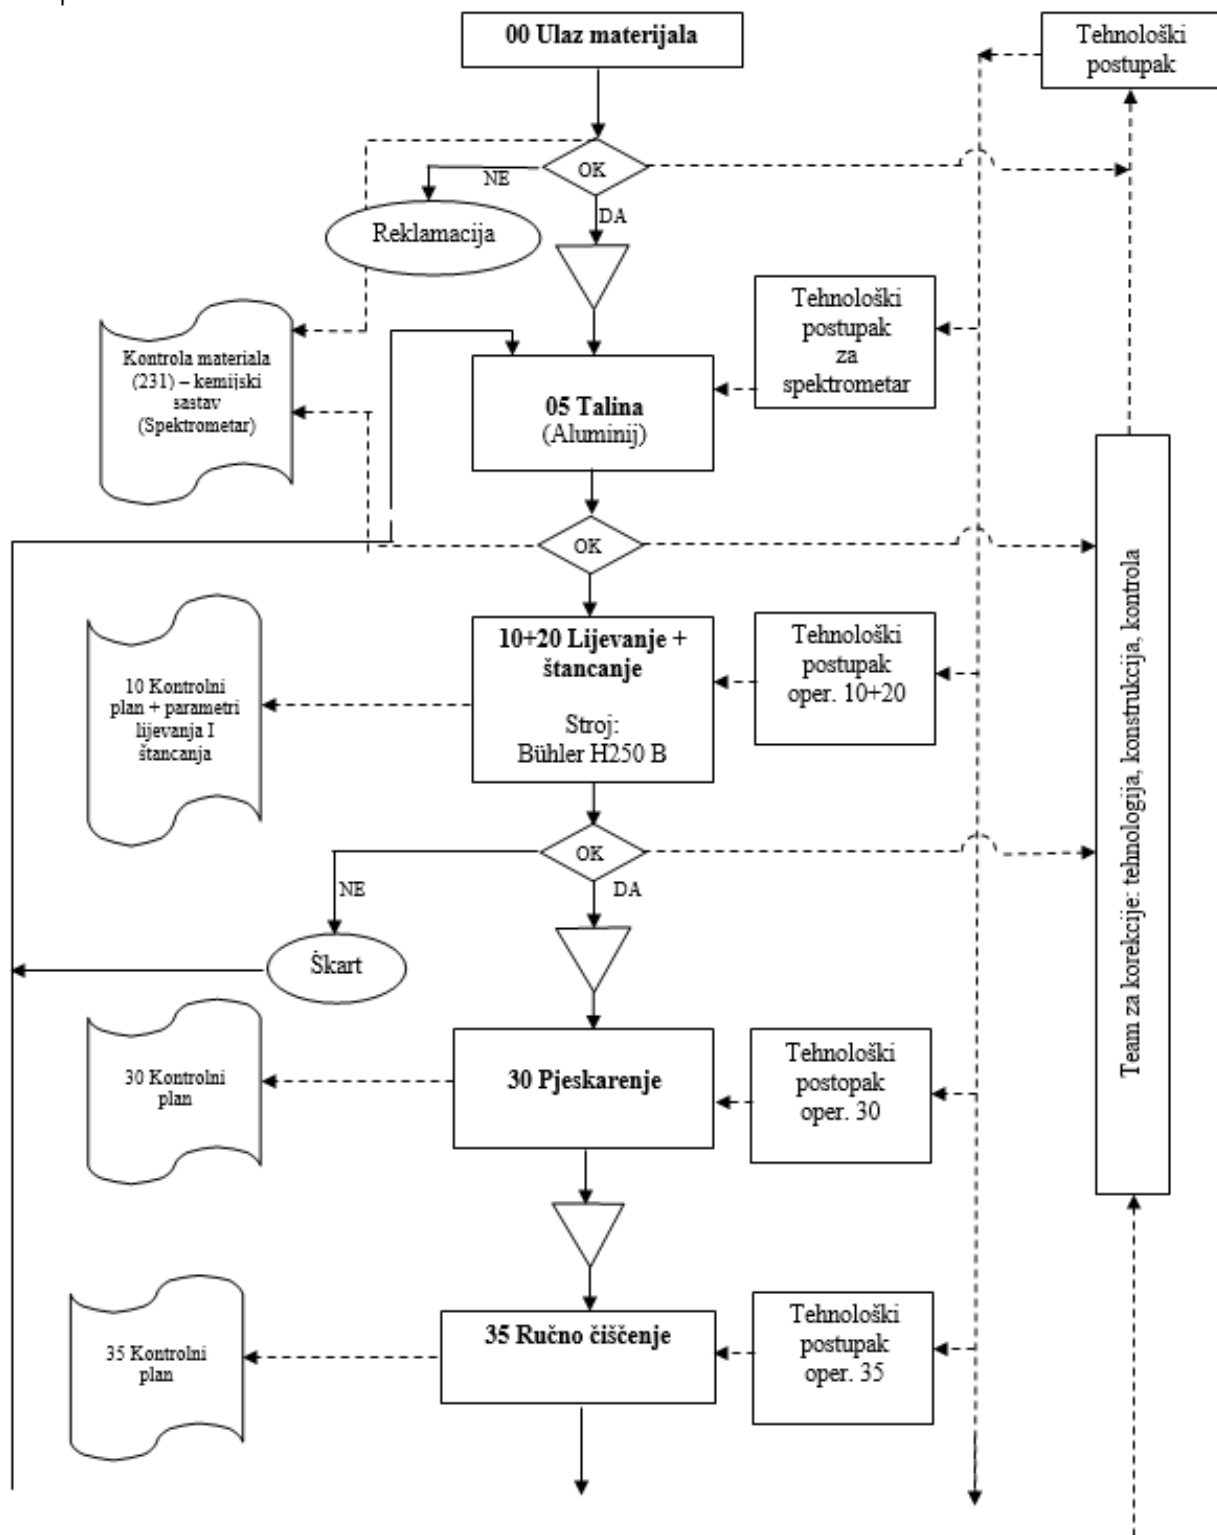 00 Ulaz materijala
Tehnološki
postupak
OK
NE
DA
Reklamacija
Tehnološki
postupak
za
spektrometar
Kontrola materiala
(231) – kemijski
sastav
(Spektrometar)
05 Talina
(Aluminij)
OK
10+20 Lijevanje +
štancanje
Stroj:
Bühler H250 B
Tehnološki
postupak
oper. 10+20
10 Kontrolni
plan + parametri
lijevanja I
štancanja
Team za korekcije: tehnologija, konstrukcija, kontrola
OK
NE
DA
Škart
30 Pjeskarenje
Tehnološki
postopak
oper. 30
30 Kontrolni
plan
35 Ručno čiščenje
Tehnološki
postupak
oper. 35
35 Kontrolni
plan